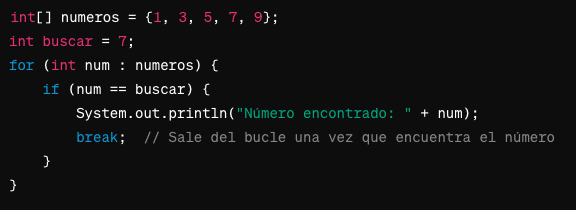 int[] numeros = {1, 3, 5, 7, 9};
int buscar = 7;
for (int num : numeros) {
    if (num == buscar) {
        System.out.println("Número encontrado: " + num);
        break;  // Sale del bucle una vez que encuentra el número
    }
}